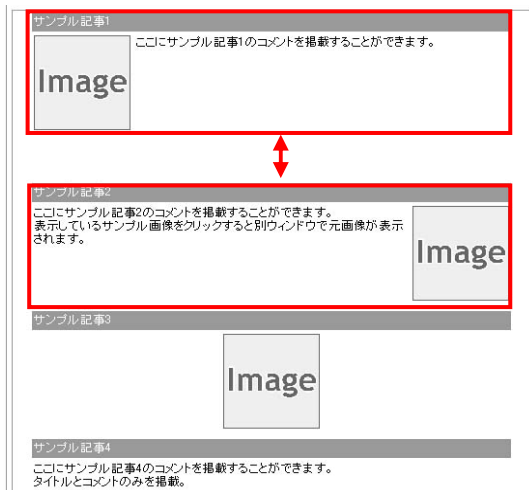 サンプル記事1
ここにサンプル記事1のコメントを掲載することができます。
Image
サンプル記事2
ここにサンプル記事2のコメントを掲載することができます。
表示しているサンプル画像をクリックすると別ウィンドウで元画像が表示
されます。
Image
サンプル記事3
Image
サンプル記事4
ここにサンプル記事4のコメントを掲載することができます。
タイトルとコメントのみを掲載。